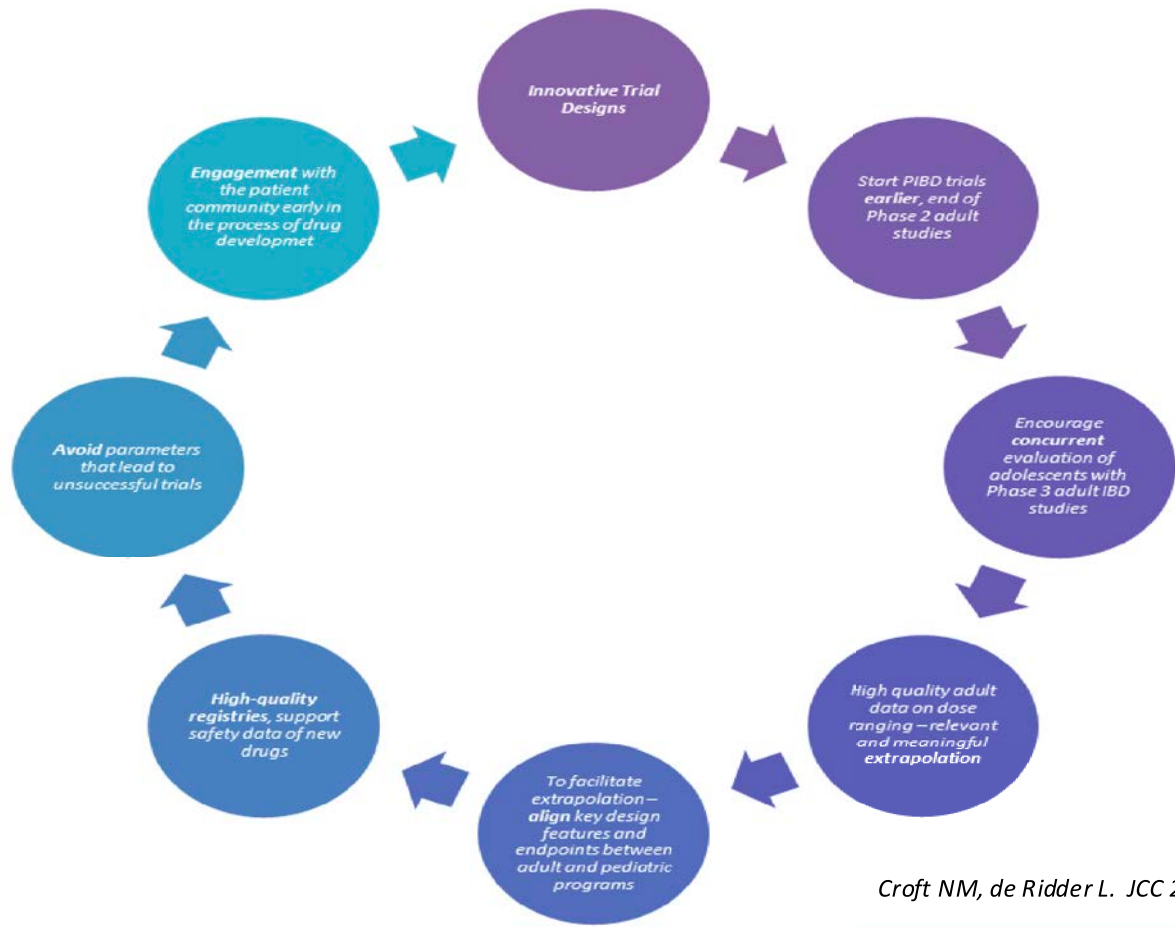 Innovative Trial
Designs
Start PIBD trials
earlier, end of
Phase 2 adult
studies
Encourage
concurrent
evaluation of
adolescents with
Phase 3 adult IBD
studies
High quality adult
data on dose
ranging – relevant
and meaningful
extrapolation
To facilitate
extrapolation –
align key design
features and
endpoints between
adult and pediatric
programs
High-quality
registries, support
safety data of new
drugs
Avoid parameters
that lead to
unsuccessful trials
Engagement with
the patient
community early in
the process of drug
developmet
Croft NM, de Ridder L. JCC 2